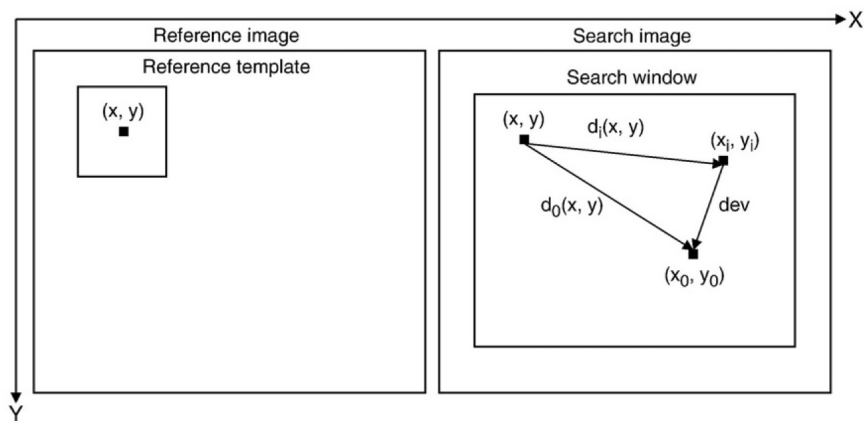 X
Reference image
Search image
Reference template
Search window
(x, y)
(x, y)
dᵢ(x, y)
(xᵢ, yᵢ)
d₀(x, y)
dev
(x₀, y₀)
Y